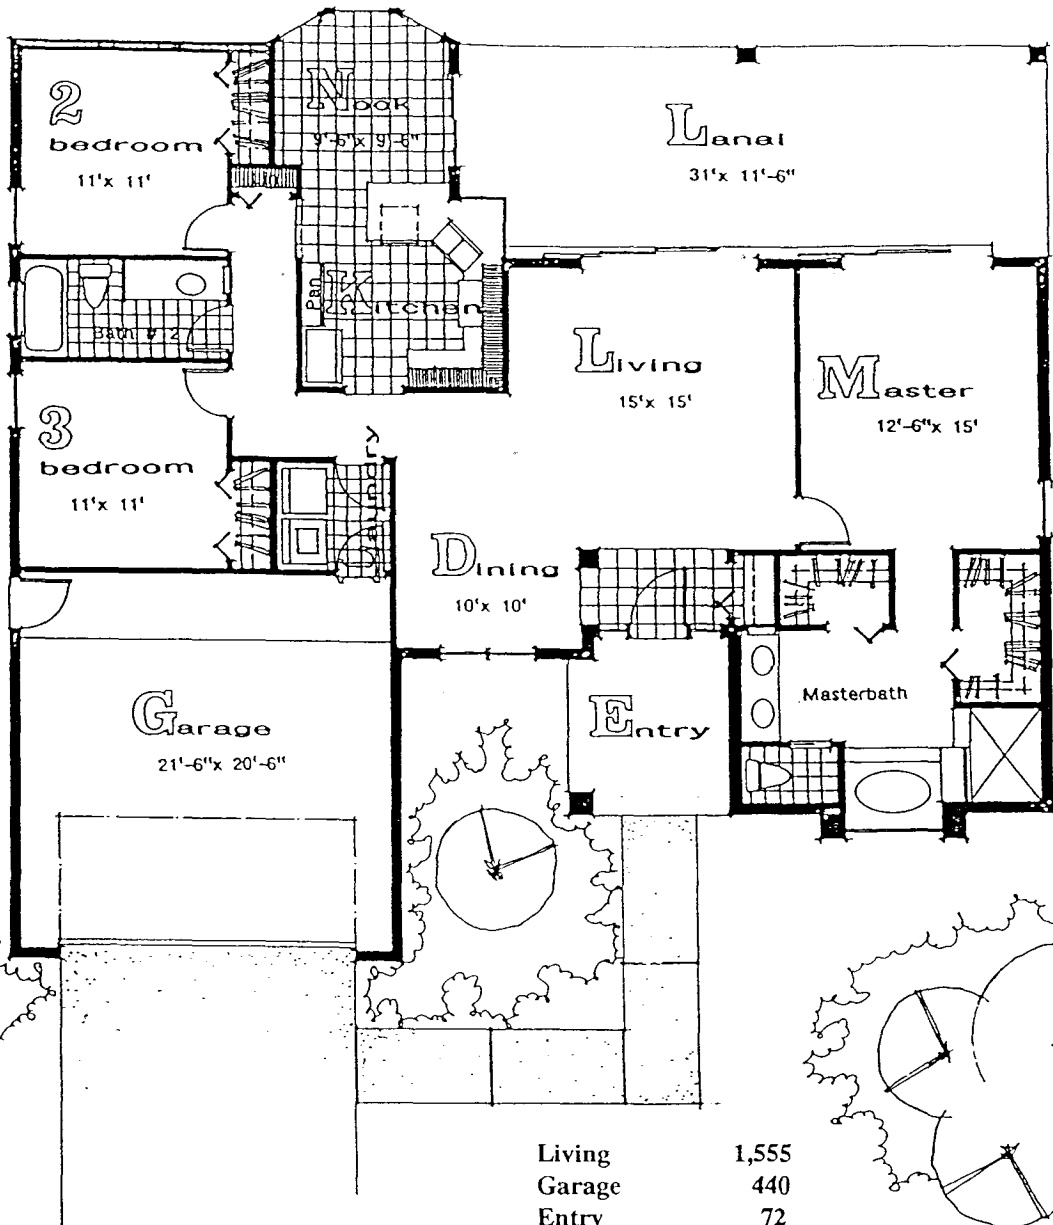 Nook
9'-6"x 9'-6"
2
bedroom
11'x 11'
Lanai
31'x 11'-6"
Pan
Kitchen
Bath # 2
Living
15'x 15'
Master
12'-6"x 15'
3
bedroom
11'x 11'
Laundry
Dining
10'x 10'
Masterbath
Entry
Garage
21'-6"x 20'-6"
Living 1,555
Garage 440
Entry 72